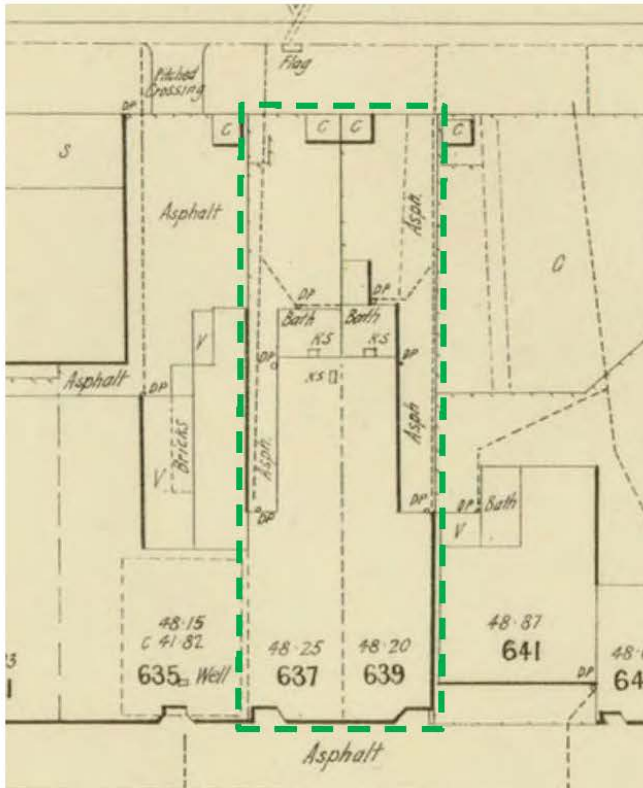 Flag
Pitched
Crossing
DP
C
C
C
C
S
Asphalt
Asph.
C
DP
DP
Bath
Bath
V
KS
KS
KS
DP
DP
Asphalt
DP
Bricks
V
Asph.
Asph
DP
DP
DP
Bath
V
48·15
C 41·82
635
Well
48·25
637
48·20
639
48·87
641
DP
Asphalt